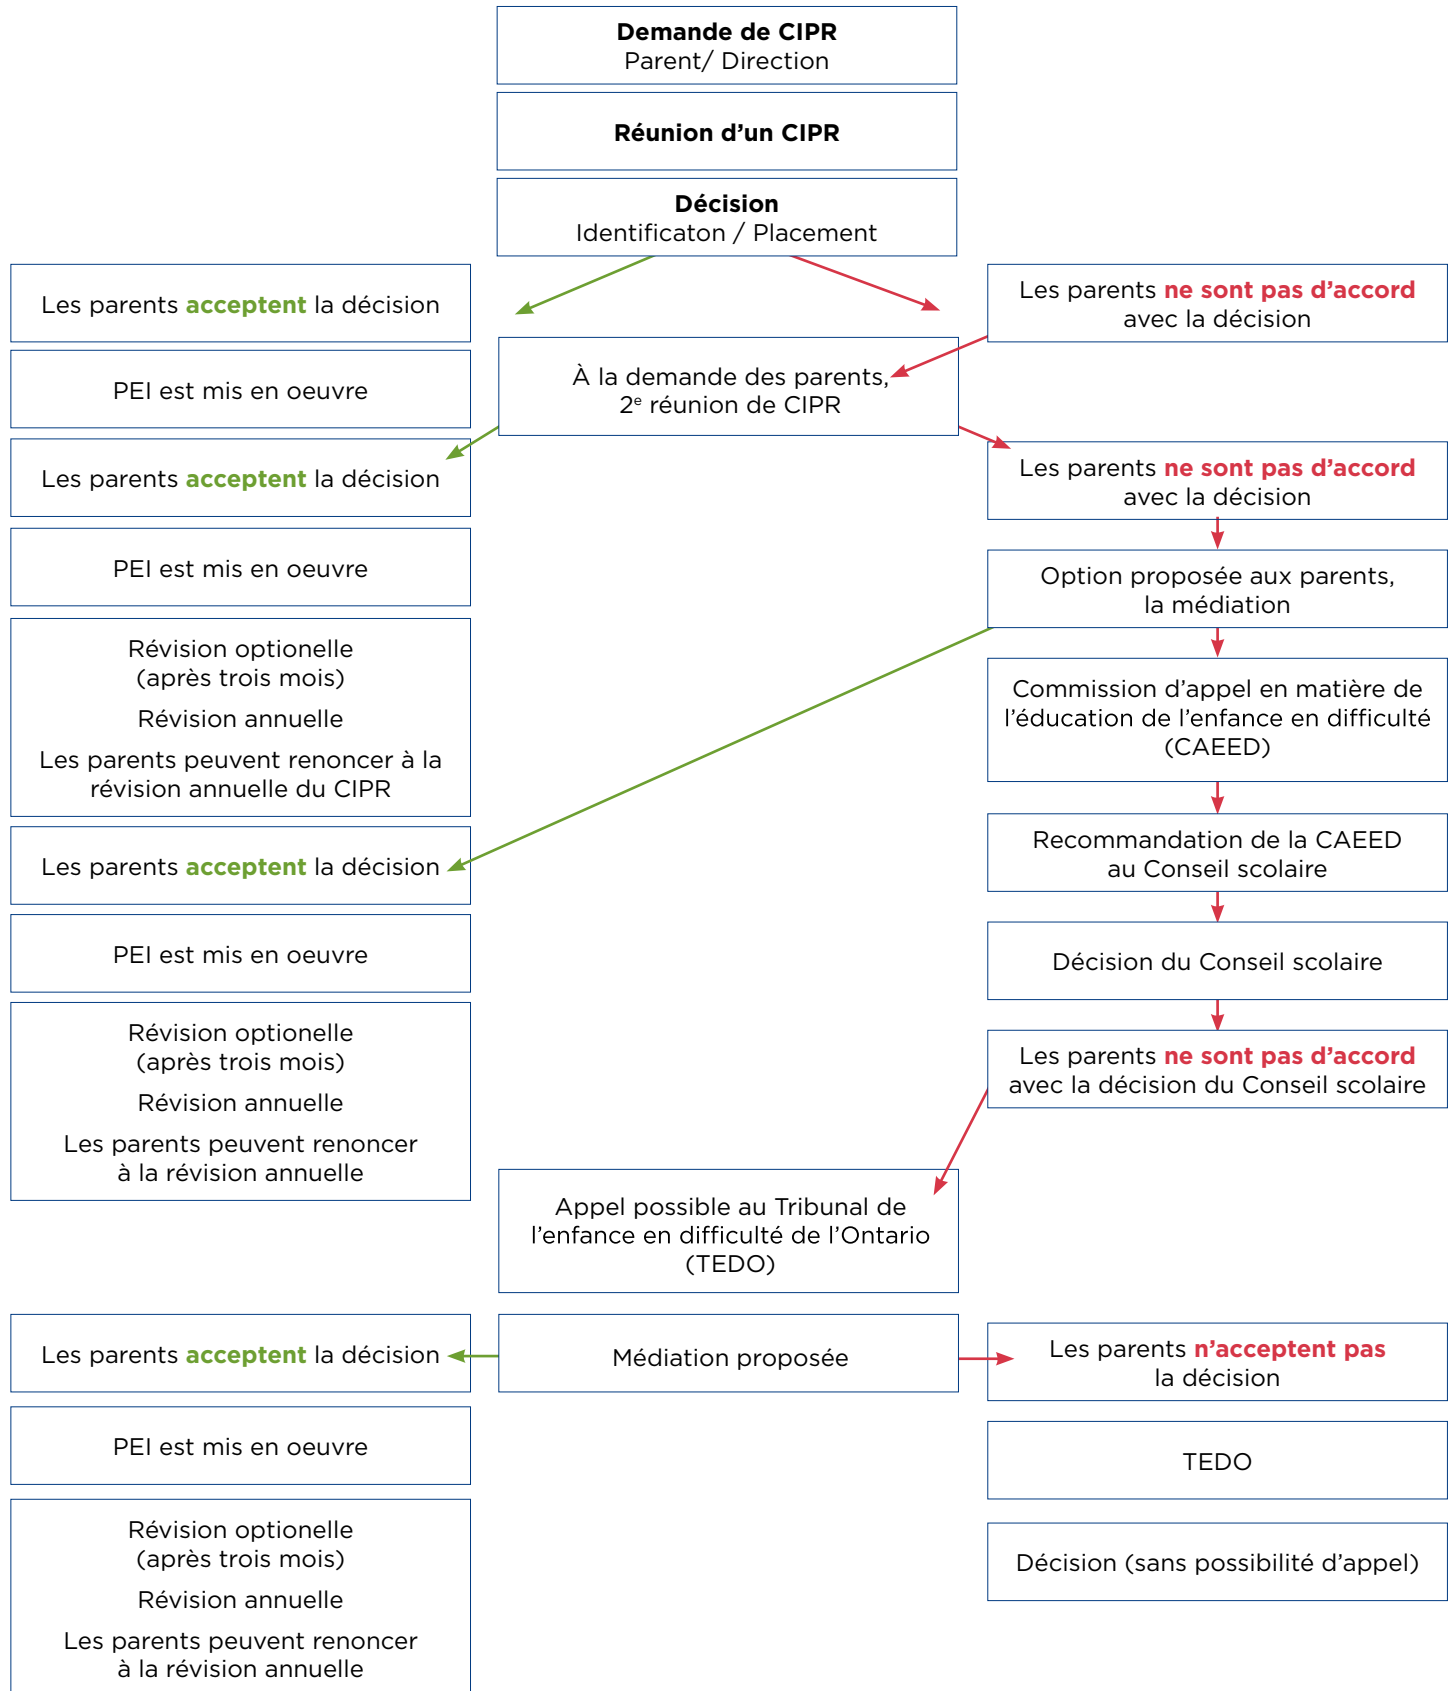 Demande de CIPR
Parent/ Direction
Réunion d’un CIPR
Décision
Identificaton / Placement
Les parents acceptent la décision
Les parents ne sont pas d’accord
avec la décision
PEI est mis en oeuvre
À la demande des parents,
2e réunion de CIPR
Les parents acceptent la décision
Les parents ne sont pas d’accord
avec la décision
PEI est mis en oeuvre
Option proposée aux parents,
la médiation
Révision optionelle
(après trois mois)
Révision annuelle
Les parents peuvent renoncer à la
révision annuelle du CIPR
Commission d’appel en matière de
l’éducation de l’enfance en difficulté
(CAEED)
Les parents acceptent la décision
Recommandation de la CAEED
au Conseil scolaire
PEI est mis en oeuvre
Décision du Conseil scolaire
Révision optionelle
(après trois mois)
Révision annuelle
Les parents peuvent renoncer
à la révision annuelle
Les parents ne sont pas d’accord
avec la décision du Conseil scolaire
Appel possible au Tribunal de
l’enfance en difficulté de l’Ontario
(TEDO)
Les parents acceptent la décision
Médiation proposée
Les parents n’acceptent pas
la décision
PEI est mis en oeuvre
TEDO
Révision optionelle
(après trois mois)
Révision annuelle
Les parents peuvent renoncer
à la révision annuelle
Décision (sans possibilité d’appel)